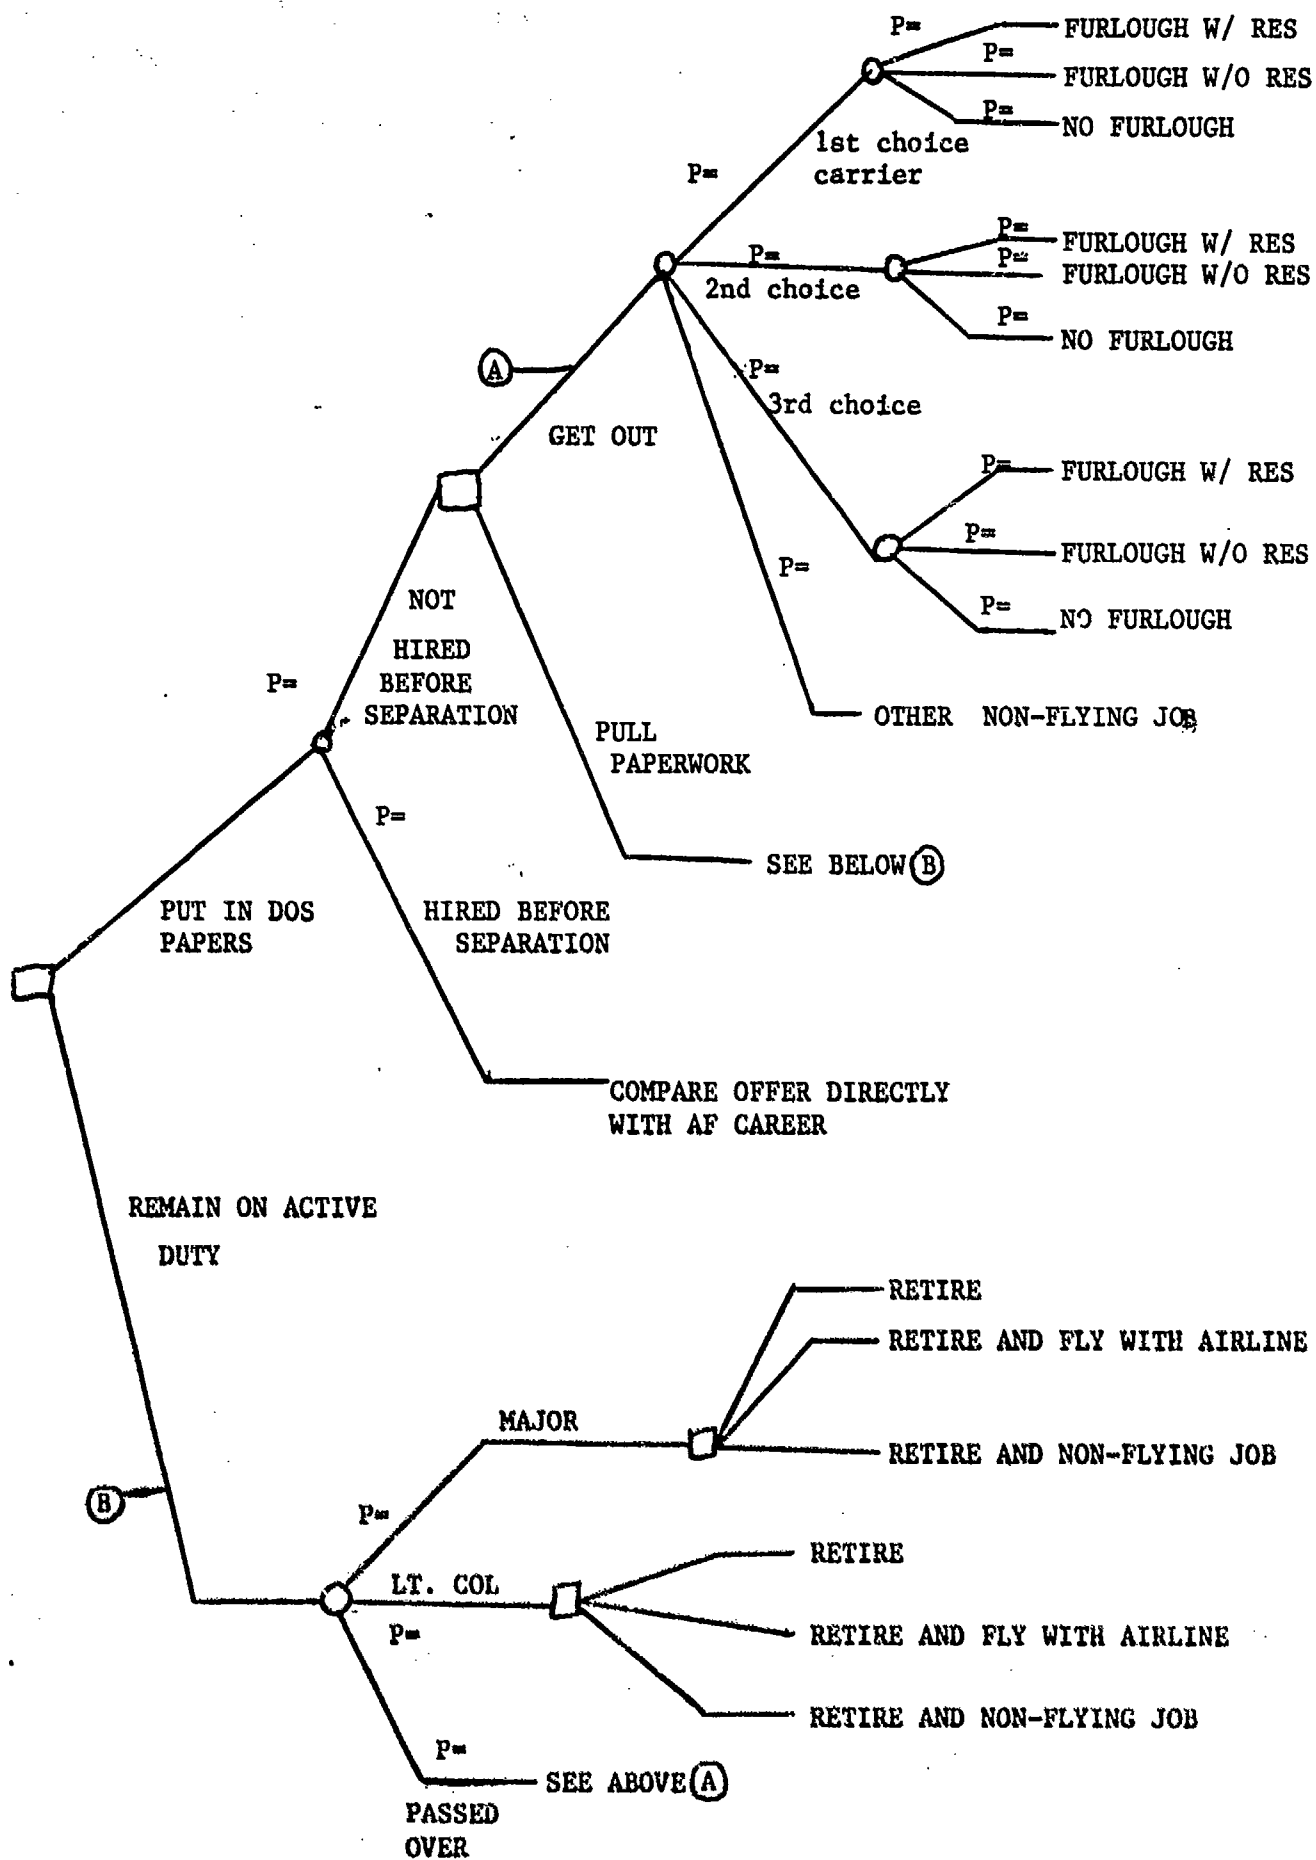 P=
FURLOUGH W/ RES
P=
FURLOUGH W/O RES
P=
NO FURLOUGH
1st choice
carrier
P=
P=
FURLOUGH W/ RES
P=
FURLOUGH W/O RES
P=
2nd choice
P=
NO FURLOUGH
A
P=
3rd choice
GET OUT
P=
FURLOUGH W/ RES
P=
FURLOUGH W/O RES
P=
NO FURLOUGH
P=
OTHER NON-FLYING JOB
NOT
HIRED
BEFORE
SEPARATION
P=
PULL
PAPERWORK
P=
SEE BELOW B
PUT IN DOS
PAPERS
HIRED BEFORE
SEPARATION
COMPARE OFFER DIRECTLY
WITH AF CAREER
REMAIN ON ACTIVE
DUTY
RETIRE
RETIRE AND FLY WITH AIRLINE
MAJOR
RETIRE AND NON-FLYING JOB
B
P=
RETIRE
LT. COL
P=
RETIRE AND FLY WITH AIRLINE
RETIRE AND NON-FLYING JOB
P=
SEE ABOVE A
PASSED
OVER